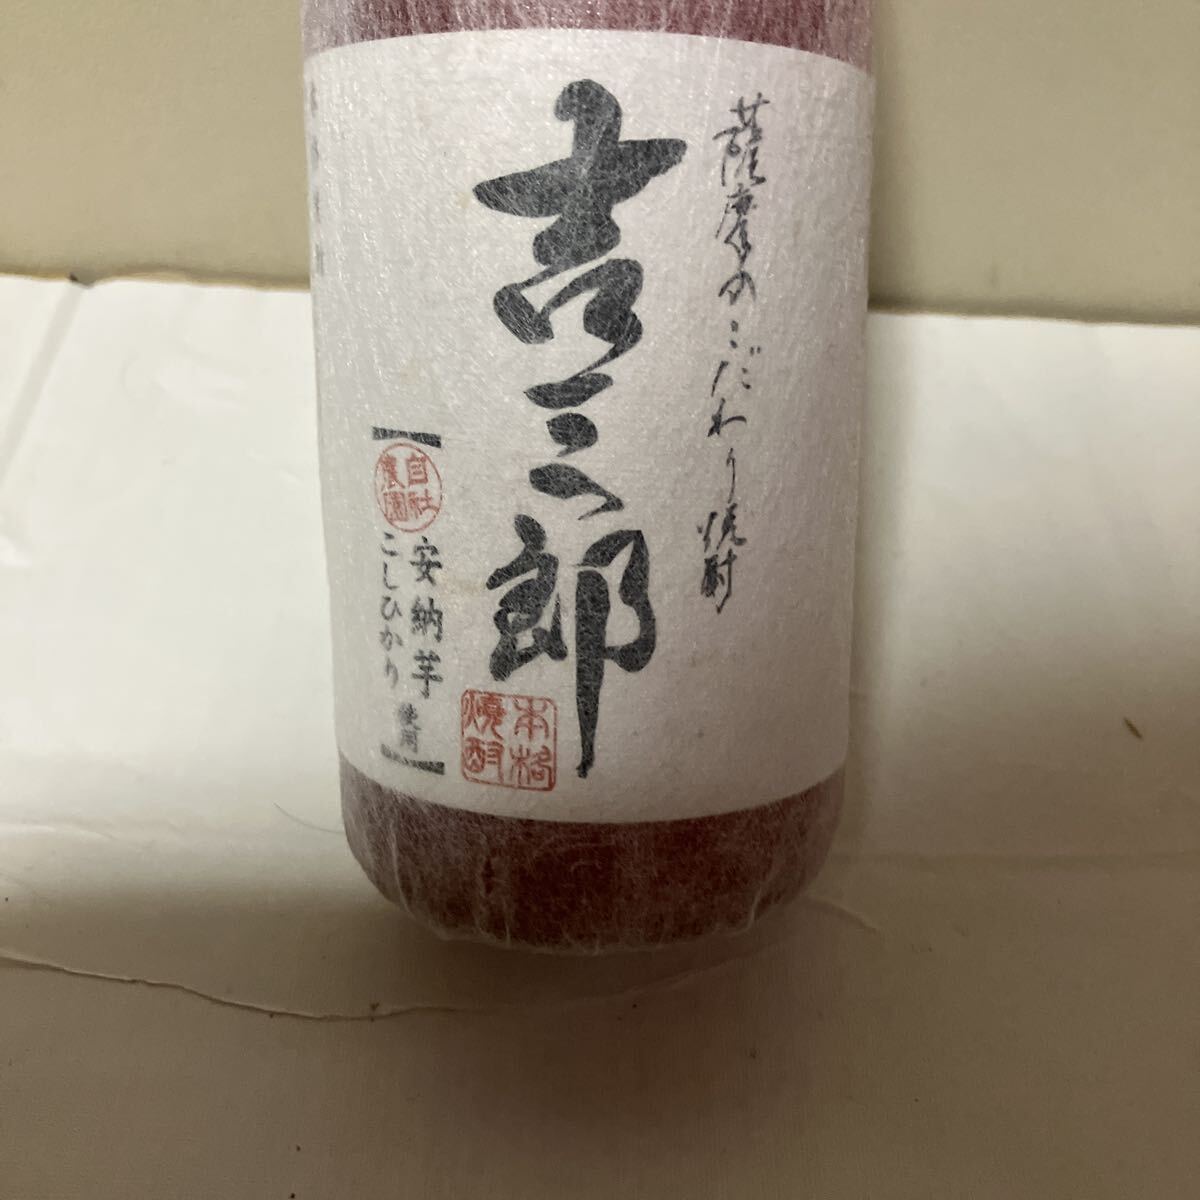 薩摩のこだわり焼酎
吉三郎
本格
焼酎
自社
農園
安納芋
こしひかり
使用